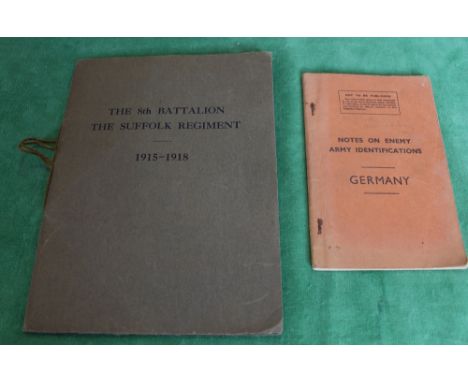 THE 8th BATTALION
THE SUFFOLK REGIMENT
1915-1918
NOT TO BE PUBLISHED
NOTES ON ENEMY
ARMY IDENTIFICATIONS
GERMANY